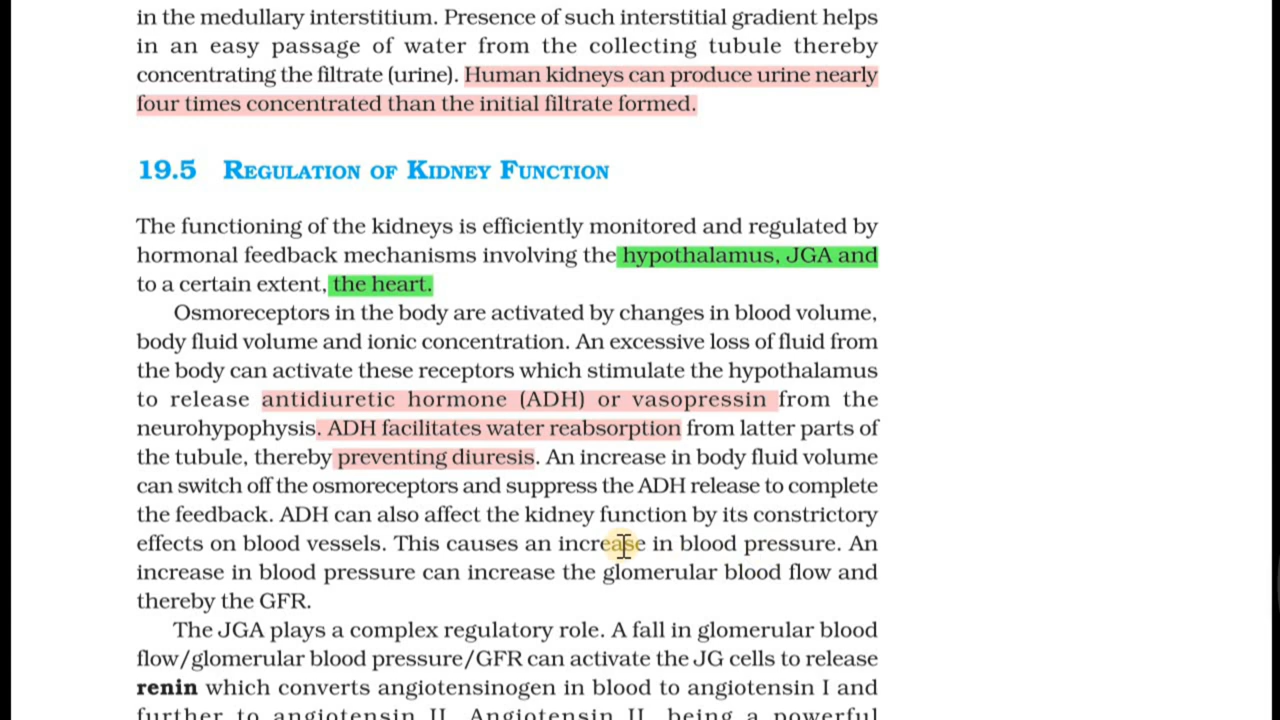 in the medullary interstitium. Presence of such interstitial gradient helps
in an easy passage of water from the collecting tubule thereby
concentrating the filtrate (urine). Human kidneys can produce urine nearly
four times concentrated than the initial filtrate formed.
19.5 REGULATION OF KIDNEY FUNCTION
The functioning of the kidneys is efficiently monitored and regulated by
hormonal feedback mechanisms involving the hypothalamus, JGA and
to a certain extent, the heart.
Osmoreceptors in the body are activated by changes in blood volume,
body fluid volume and ionic concentration. An excessive loss of fluid from
the body can activate these receptors which stimulate the hypothalamus
to release antidiuretic hormone (ADH) or vasopressin from the
neurohypophysis. ADH facilitates water reabsorption from latter parts of
the tubule, thereby preventing diuresis. An increase in body fluid volume
can switch off the osmoreceptors and suppress the ADH release to complete
the feedback. ADH can also affect the kidney function by its constrictory
effects on blood vessels. This causes an increase in blood pressure. An
increase in blood pressure can increase the glomerular blood flow and
thereby the GFR.
The JGA plays a complex regulatory role. A fall in glomerular blood
flow/glomerular blood pressure/GFR can activate the JG cells to release
renin which converts angiotensinogen in blood to angiotensin I and
further to angiotensin II. Angiotensin II, being a powerful